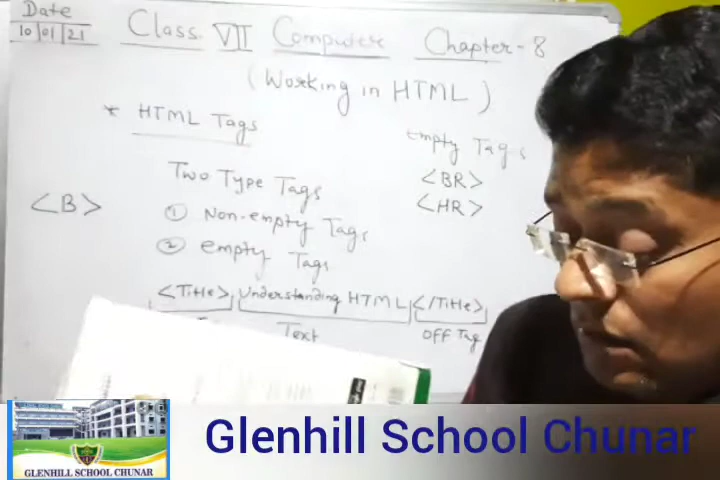 Date
10|01|21
Class VII Computer Chapter-8
(Working in HTML)
* HTML Tags
Empty Tags
Two Type Tags
<BR>
<B>
<HR>
① Non-empty Tags
② empty Tags
<Title> Understanding HTML </Title>
Text
OFF Tag
GLENHILL SCHOOL CHUNAR
Glenhill School Chunar